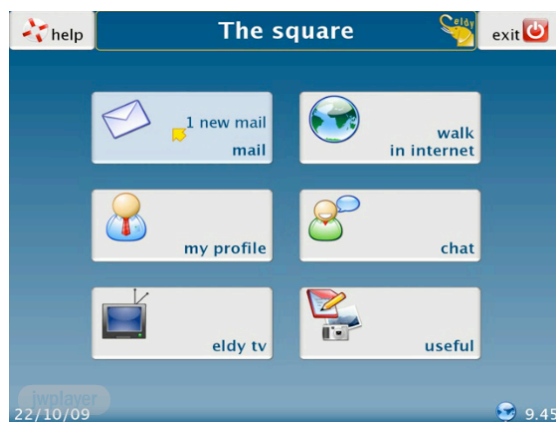 help
The square
eldy
exit
1 new mail
mail
walk
in internet
my profile
chat
eldy tv
useful
jwplayer
22/10/09
9.45